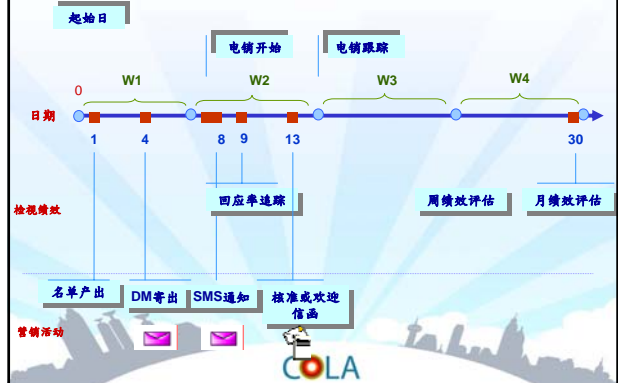 起始日
电销开始
电销跟踪
W1
W2
W3
W4
0
日期
1
4
8
9
13
30
回应率追踪
周绩效评估
月绩效评估
检视绩效
名单产出
DM寄出
SMS通知
核准或欢迎
信函
营销活动
COLA